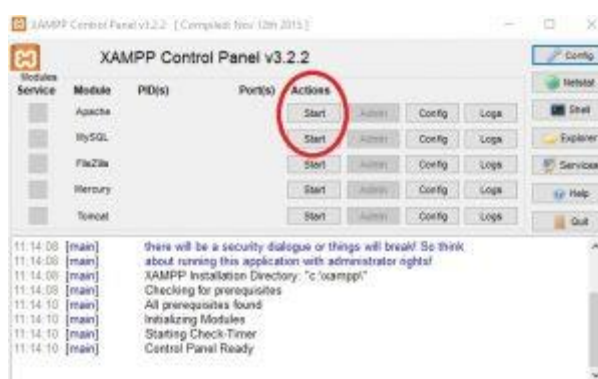 XAMPP Control Panel v3.2.2 [Compiled: Nov 12th 2015]
XAMPP Control Panel v3.2.2
Config
Modules
Service Module PID(s) Port(s) Actions
Netstat
Apache Start Admin Config Logs
Shell
MySQL Start Admin Config Logs
Explorer
FileZilla Start Admin Config Logs
Services
Mercury Start Admin Config Logs
Help
Tomcat Start Admin Config Logs
Quit
11:14:08 [main] there will be a security dialogue or things will break! So think
11:14:08 [main] about running this application with administrator rights!
11:14:08 [main] XAMPP Installation Directory: "c:\xampp\"
11:14:08 [main] Checking for prerequisites
11:14:10 [main] All prerequisites found
11:14:10 [main] Initializing Modules
11:14:10 [main] Starting Check-Timer
11:14:10 [main] Control Panel Ready